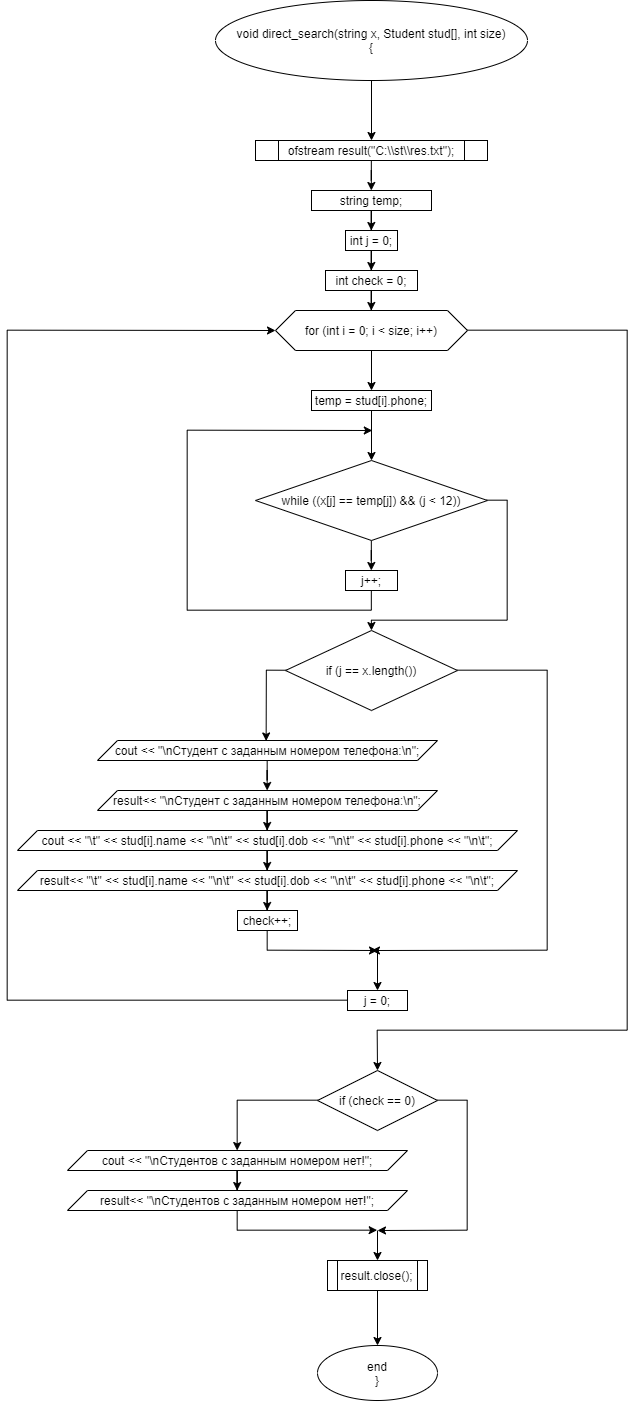 void direct_search(string x, Student stud[], int size)
{
ofstream result("C:\\st\\res.txt");
string temp;
int j = 0;
int check = 0;
for (int i = 0; i < size; i++)
temp = stud[i].phone;
while ((x[j] == temp[j]) && (j < 12))
j++;
if (j == x.length())
cout << "\nСтудент с заданным номером телефона:\n";
result<< "\nСтудент с заданным номером телефона:\n";
cout << "\t" << stud[i].name << "\n\t" << stud[i].dob << "\n\t" << stud[i].phone << "\n\t";
result<< "\t" << stud[i].name << "\n\t" << stud[i].dob << "\n\t" << stud[i].phone << "\n\t";
check++;
j = 0;
if (check == 0)
cout << "\nСтудентов с заданным номером нет!";
result<< "\nСтудентов с заданным номером нет!";
result.close();
end
}